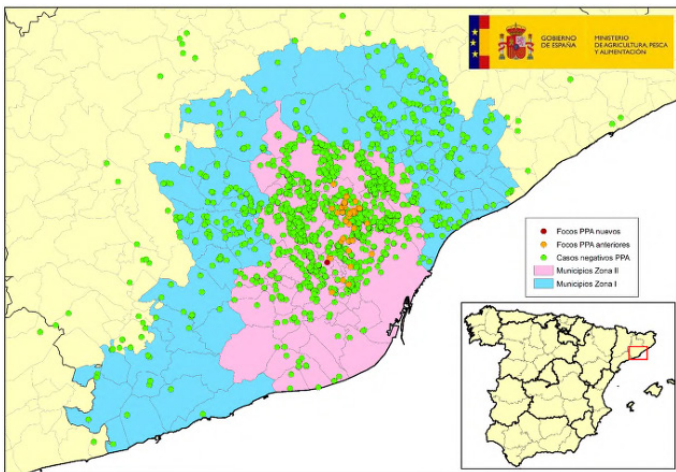 GOBIERNO
DE ESPAÑA
MINISTERIO
DE AGRICULTURA, PESCA
Y ALIMENTACIÓN
Focos PPA nuevos
Focos PPA anteriores
Casos negativos PPA
Municipios Zona II
Municipios Zona I